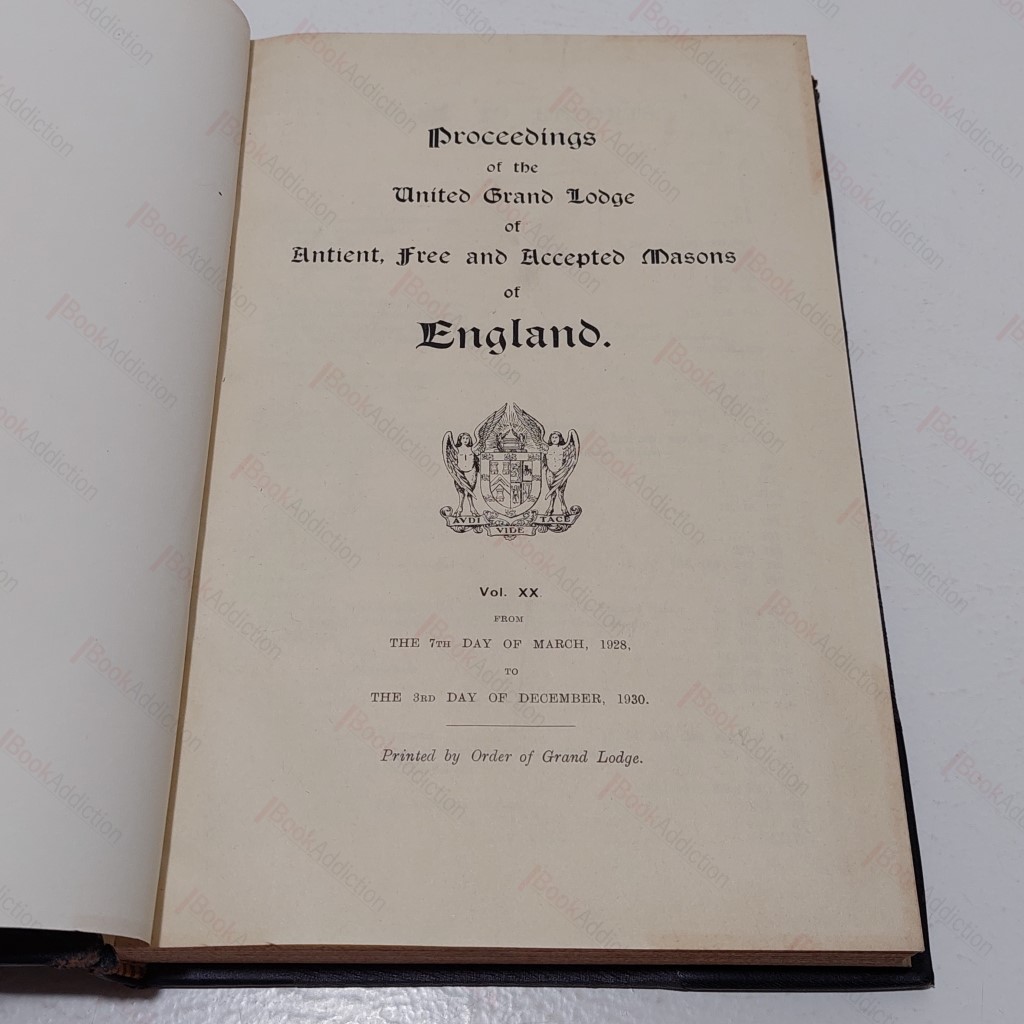 Proceedings
of the
United Grand Lodge
of
Antient, Free and Accepted Masons
of
England.
AVDI VIDE TACE
Vol. XX.
FROM
THE 7TH DAY OF MARCH, 1928,
TO
THE 3RD DAY OF DECEMBER, 1930.
Printed by Order of Grand Lodge.
BookAddiction